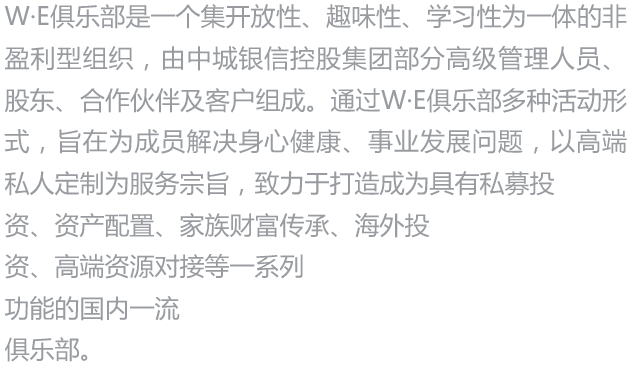 W·E俱乐部是一个集开放性、趣味性、学习性为一体的非
盈利型组织，由中城银信控股集团部分高级管理人员、
股东、合作伙伴及客户组成。通过W·E俱乐部多种活动形
式，旨在为成员解决身心健康、事业发展问题，以高端
私人定制为服务宗旨，致力于打造成为具有私募投
资、资产配置、家族财富传承、海外投
资、高端资源对接等一系列
功能的国内一流
俱乐部。